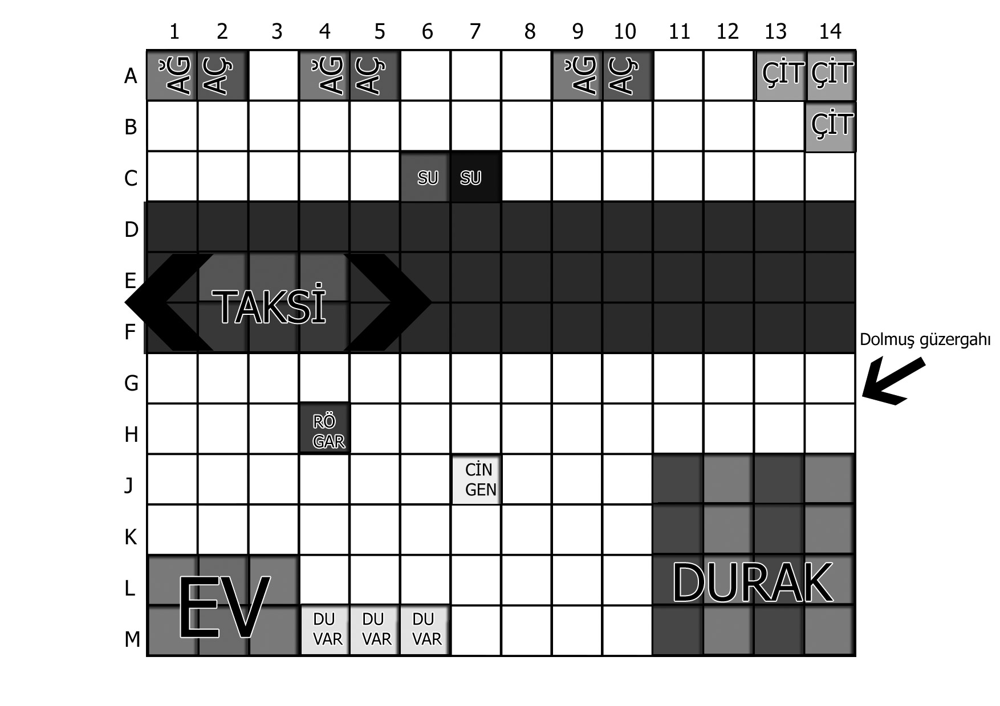 1 2 3 4 5 6 7 8 9 10 11 12 13 14
A AĞ AÇ AĞ AÇ AĞ AÇ ÇİT ÇİT
B ÇİT
C SU SU
D
E
TAKSİ
F
Dolmuş güzergahı
G
H RÖ
GAR
J CİN
GEN
K
L DURAK
EV
M DU DU DU
VAR VAR VAR